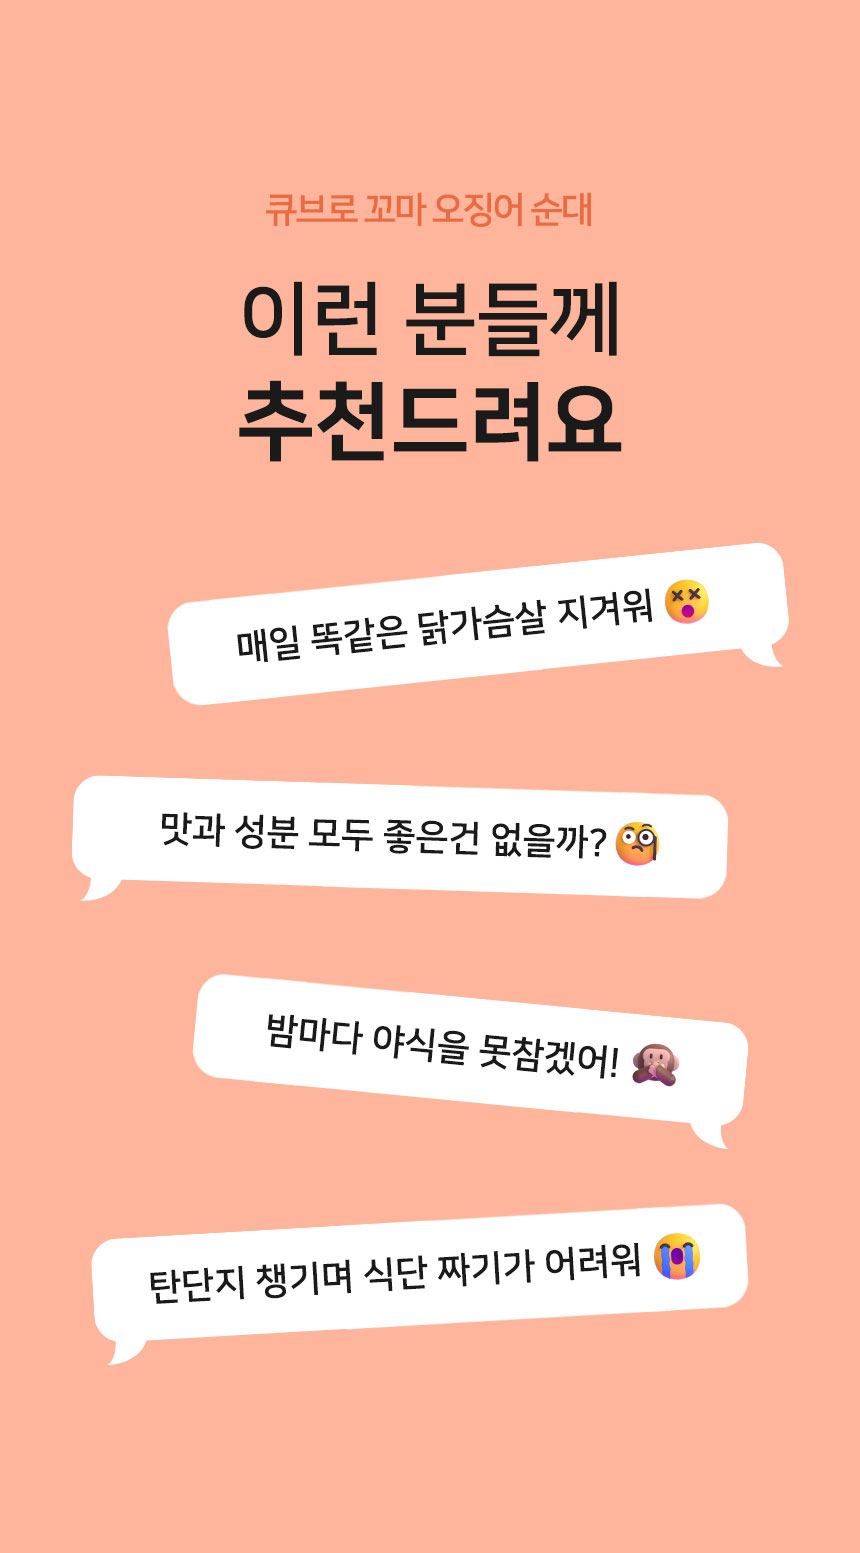 큐브로 꼬마 오징어 순대
이런 분들께
추천드려요
매일 똑같은 닭가슴살 지겨워 😵
맛과 성분 모두 좋은건 없을까? 🧐
밤마다 야식을 못참겠어! 🙊
탄단지 챙기며 식단 짜기가 어려워 😭